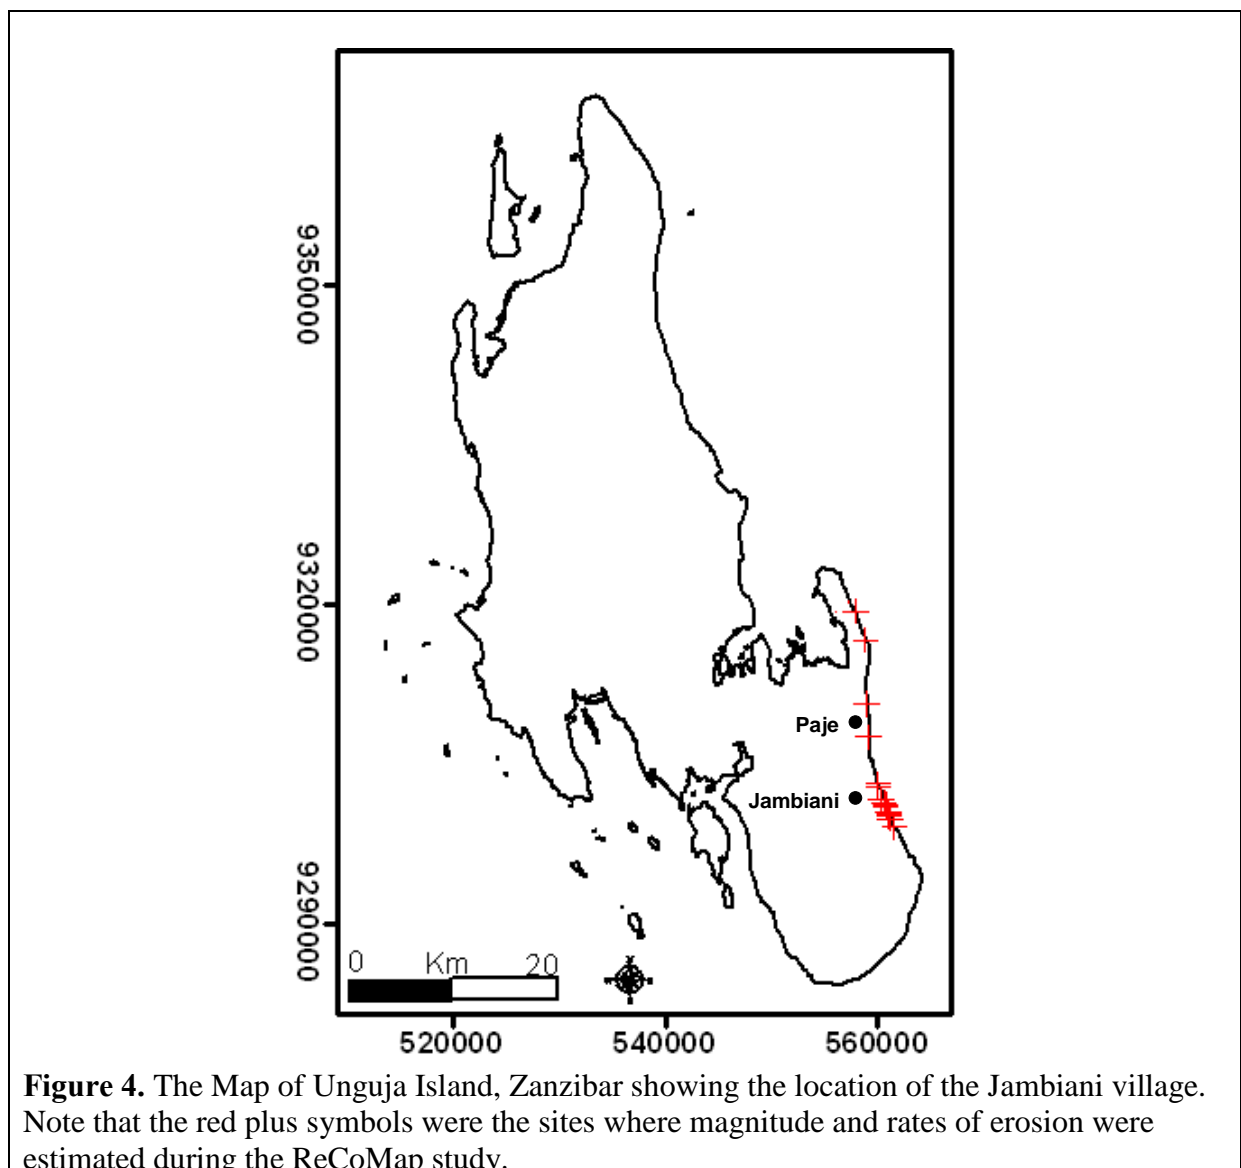 9350000
9320000
Paje
Jambiani
9290000
0 Km 20
520000 540000 560000
Figure 4. The Map of Unguja Island, Zanzibar showing the location of the Jambiani village.
Note that the red plus symbols were the sites where magnitude and rates of erosion were
estimated during the ReCoMap study.